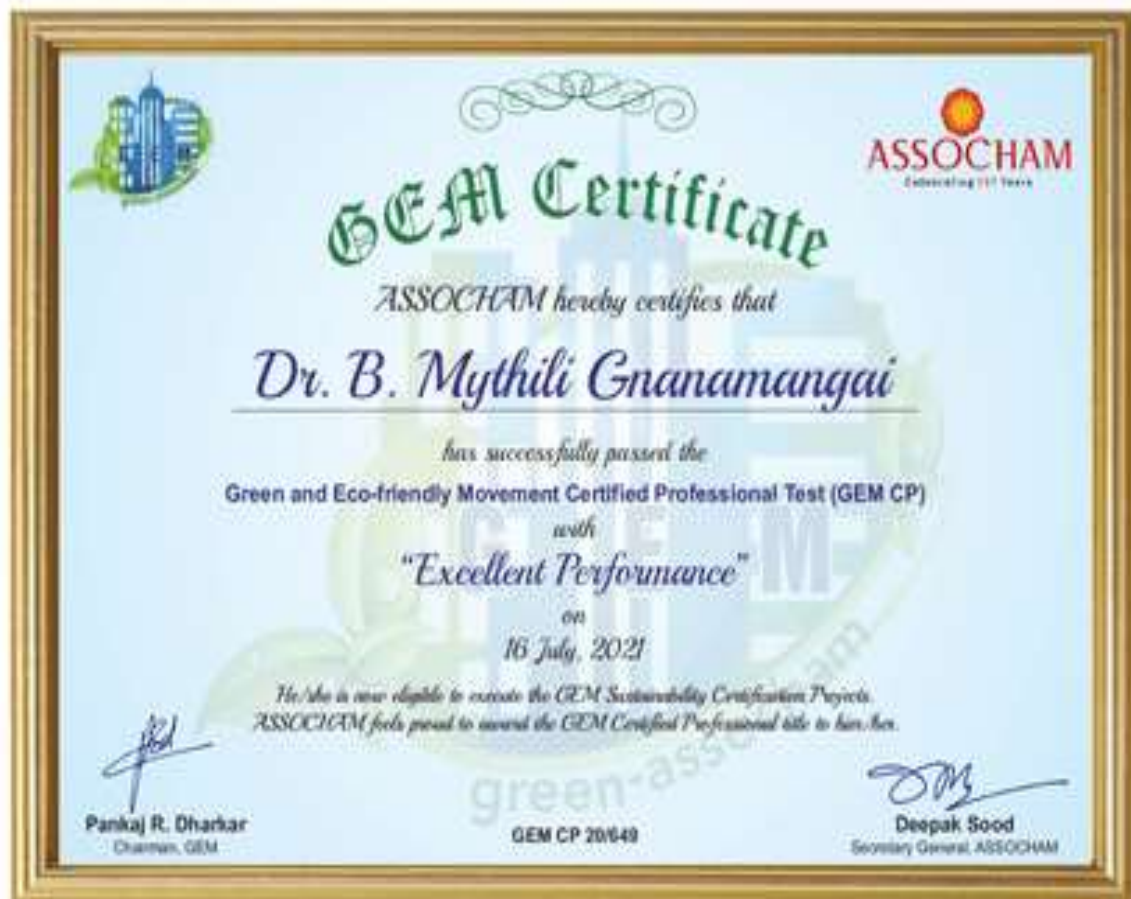 ASSOCHAM
GEM Certificate
ASSOCHAM hereby certifies that
Dr. B. Mythili Gnanamangai
has successfully passed the
Green and Eco-friendly Movement Certified Professional Test (GEM CP)
with
“Excellent Performance”
on
16 July, 2021
He/she is now eligible to execute the GEM Sustainability Certification Projects.
ASSOCHAM feels proud to award the GEM Certified Professional title to him/her.
Pankaj R. Dharkar
Chairman, GEM
GEM CP 20/649
Deepak Sood
Secretary General, ASSOCHAM
GEM
green-assocham